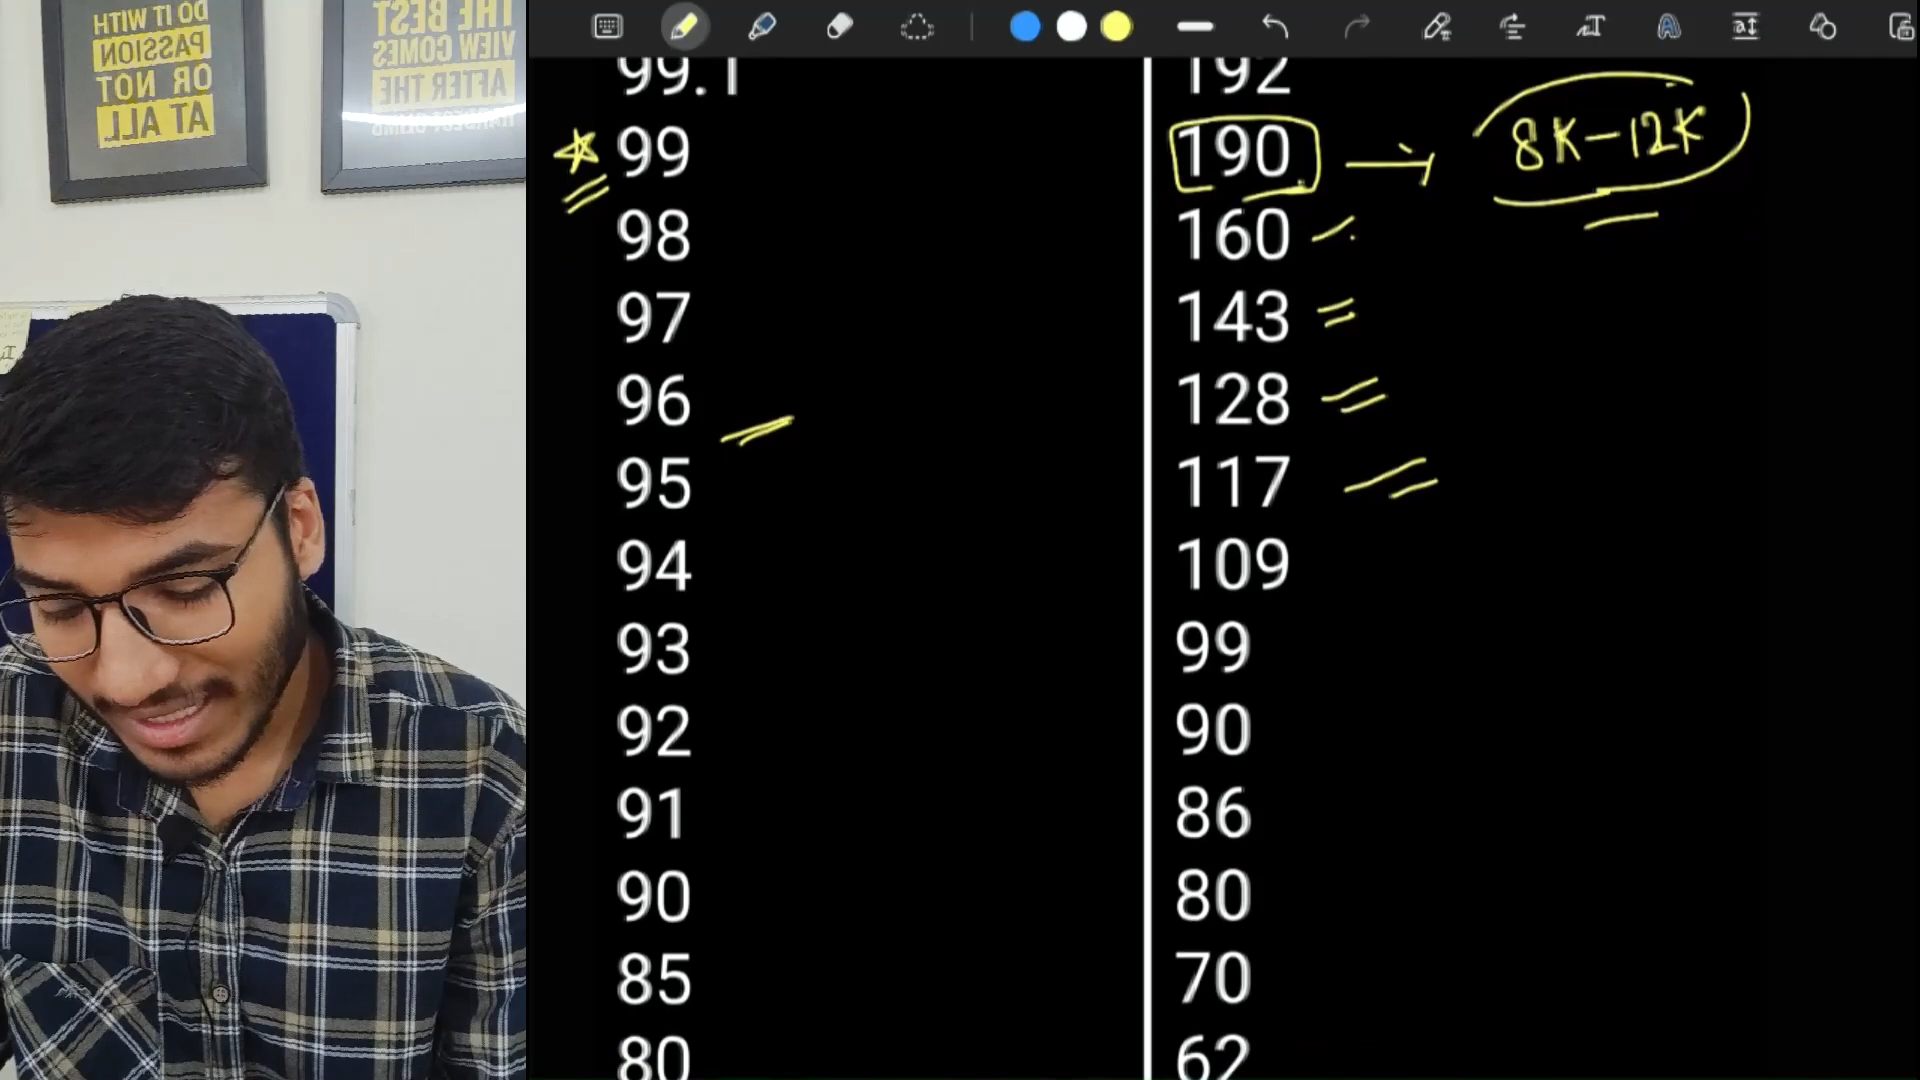 DO IT WITH
PASSION
OR NOT
AT ALL
THE BEST
VIEW COMES
AFTER THE
HARDEST CLIMB
99.1 192
99 190 → 8K-12K
98 160
97 143
96 128
95 117
94 109
93 99
92 90
91 86
90 80
85 70
80 62